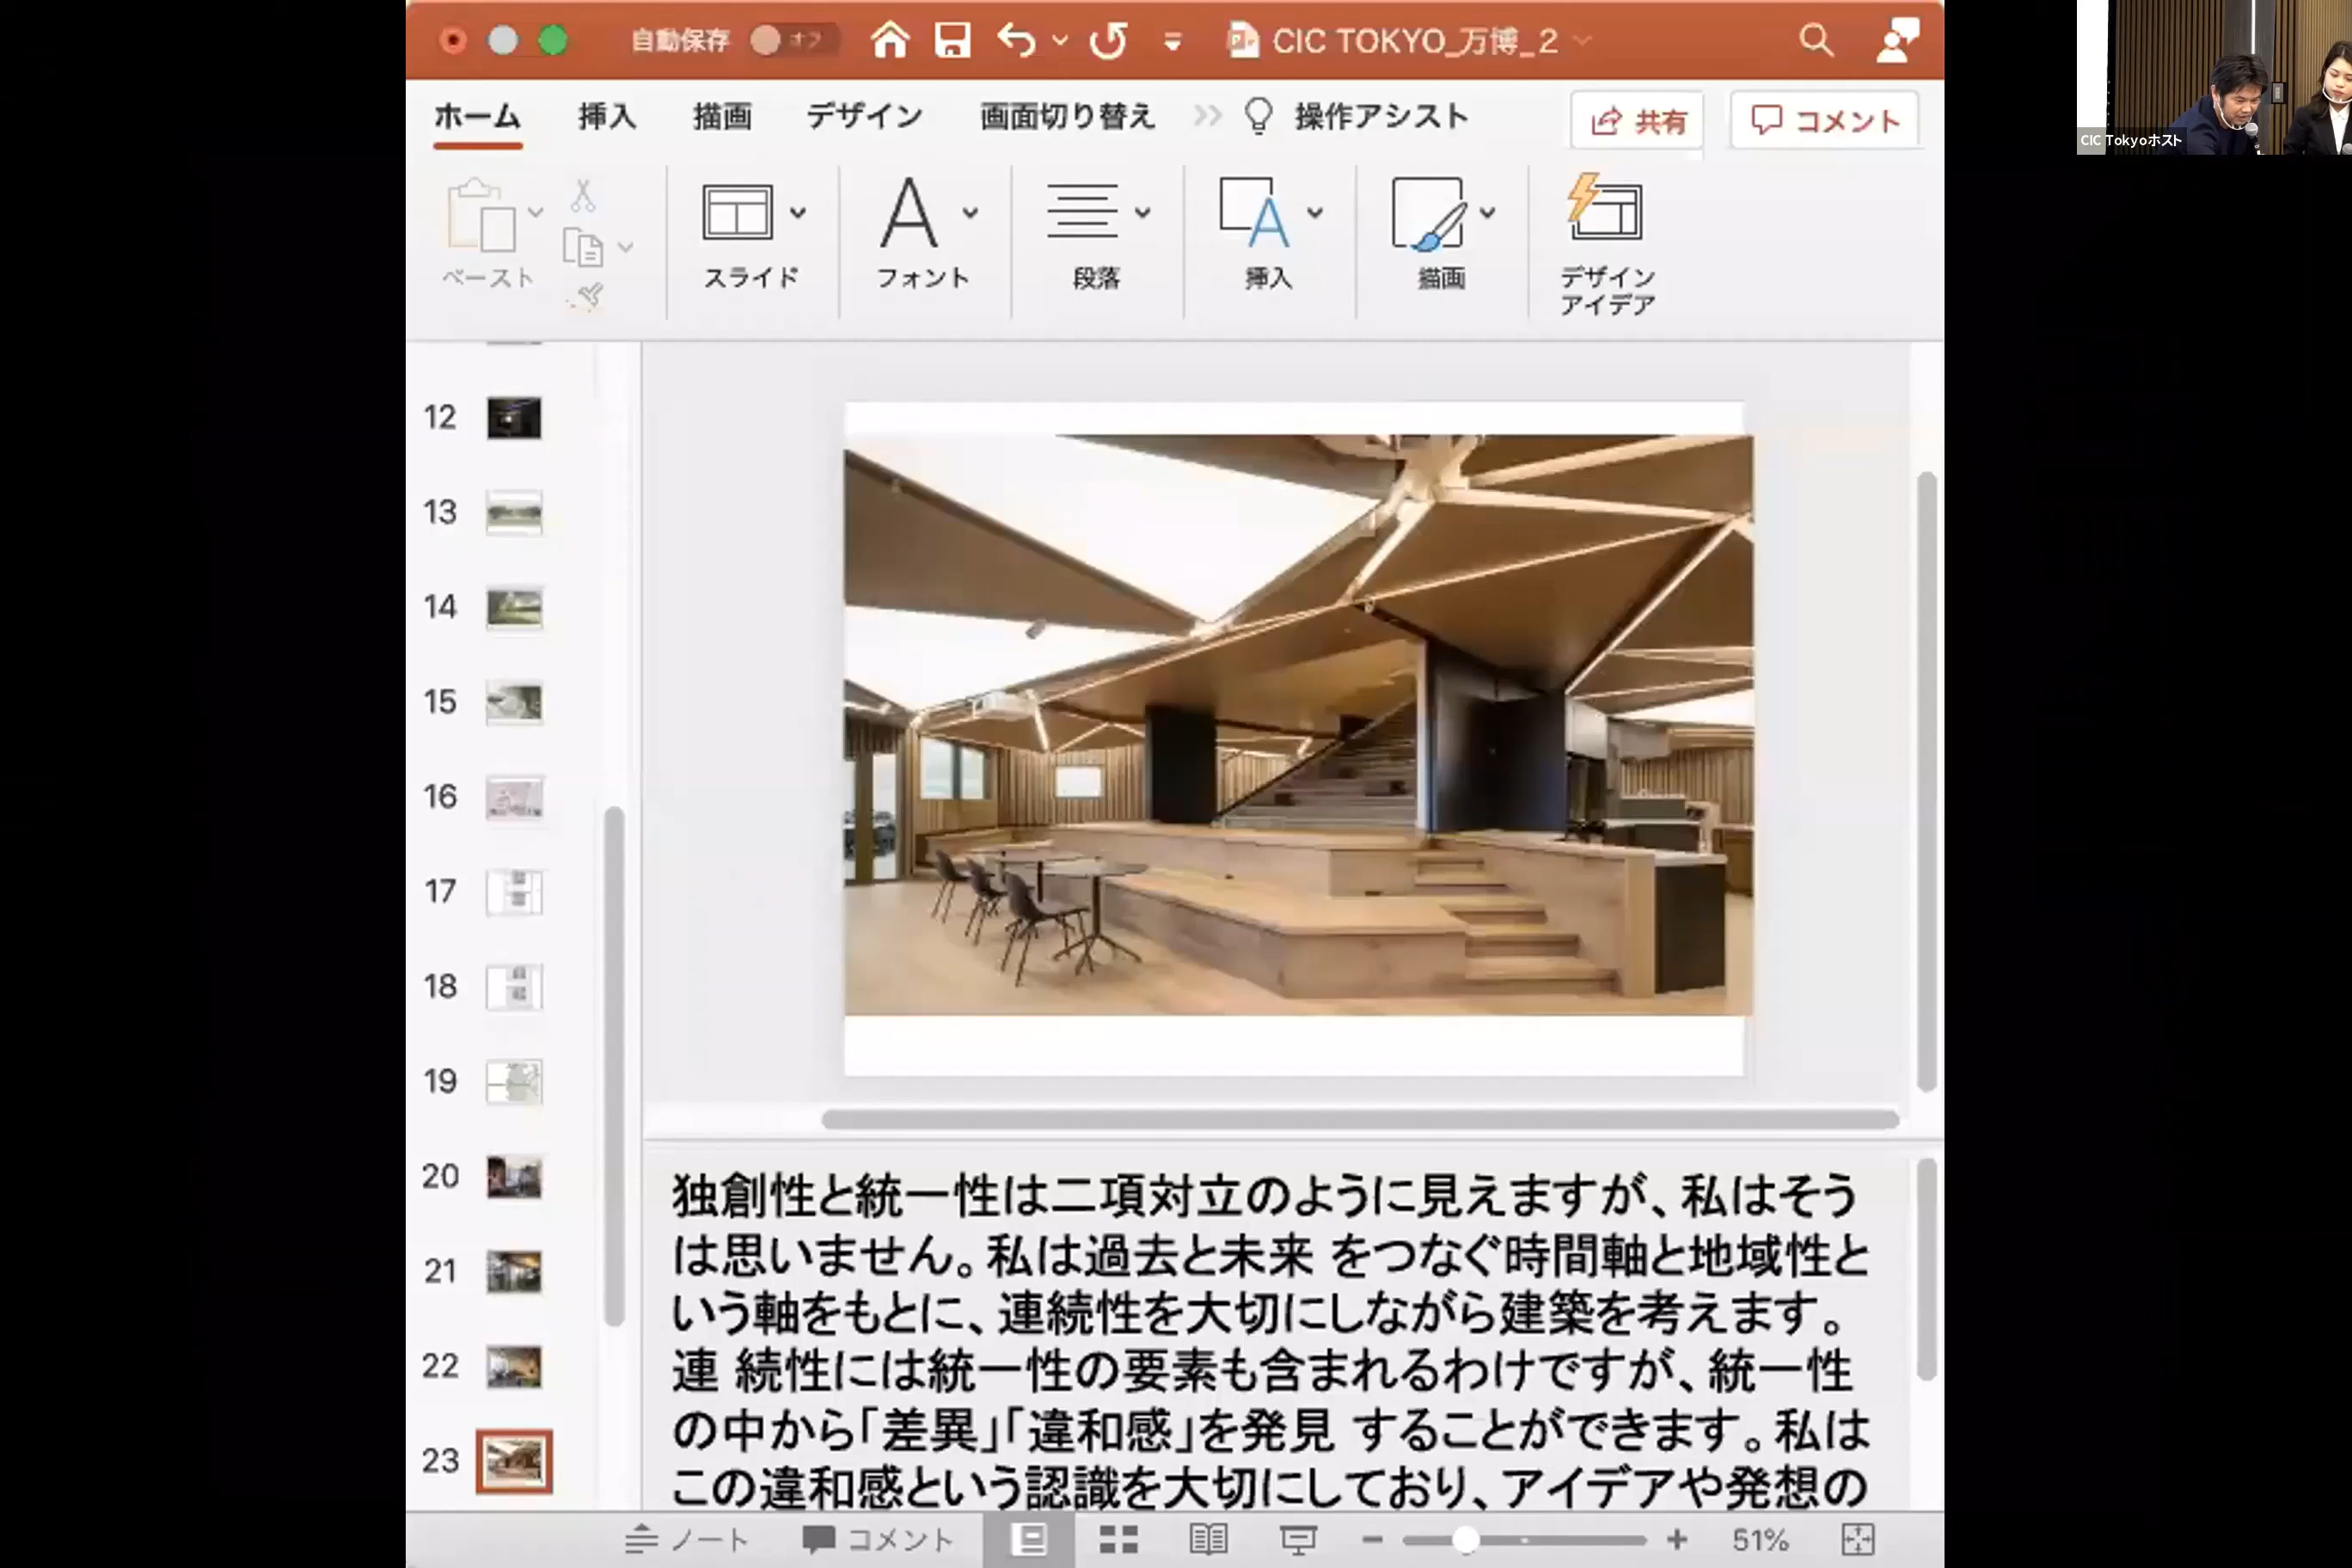 自動保存 オフ CIC TOKYO_万博_2
ホーム 挿入 描画 デザイン 画面切り替え 操作アシスト 共有 コメント
ペースト スライド フォント 段落 挿入 描画 デザイン
アイデア
12
13
14
15
16
17
18
19
20
21
22
23
独創性と統一性は二項対立のように見えますが、私はそう
は思いません。私は過去と未来 をつなぐ時間軸と地域性と
いう軸をもとに、連続性を大切にしながら建築を考えます。
連 続性には統一性の要素も含まれるわけですが、統一性
の中から「差異」「違和感」を発見 することができます。私は
この違和感という認識を大切にしており、アイデアや発想の
ノート コメント 51%
CIC Tokyoホスト